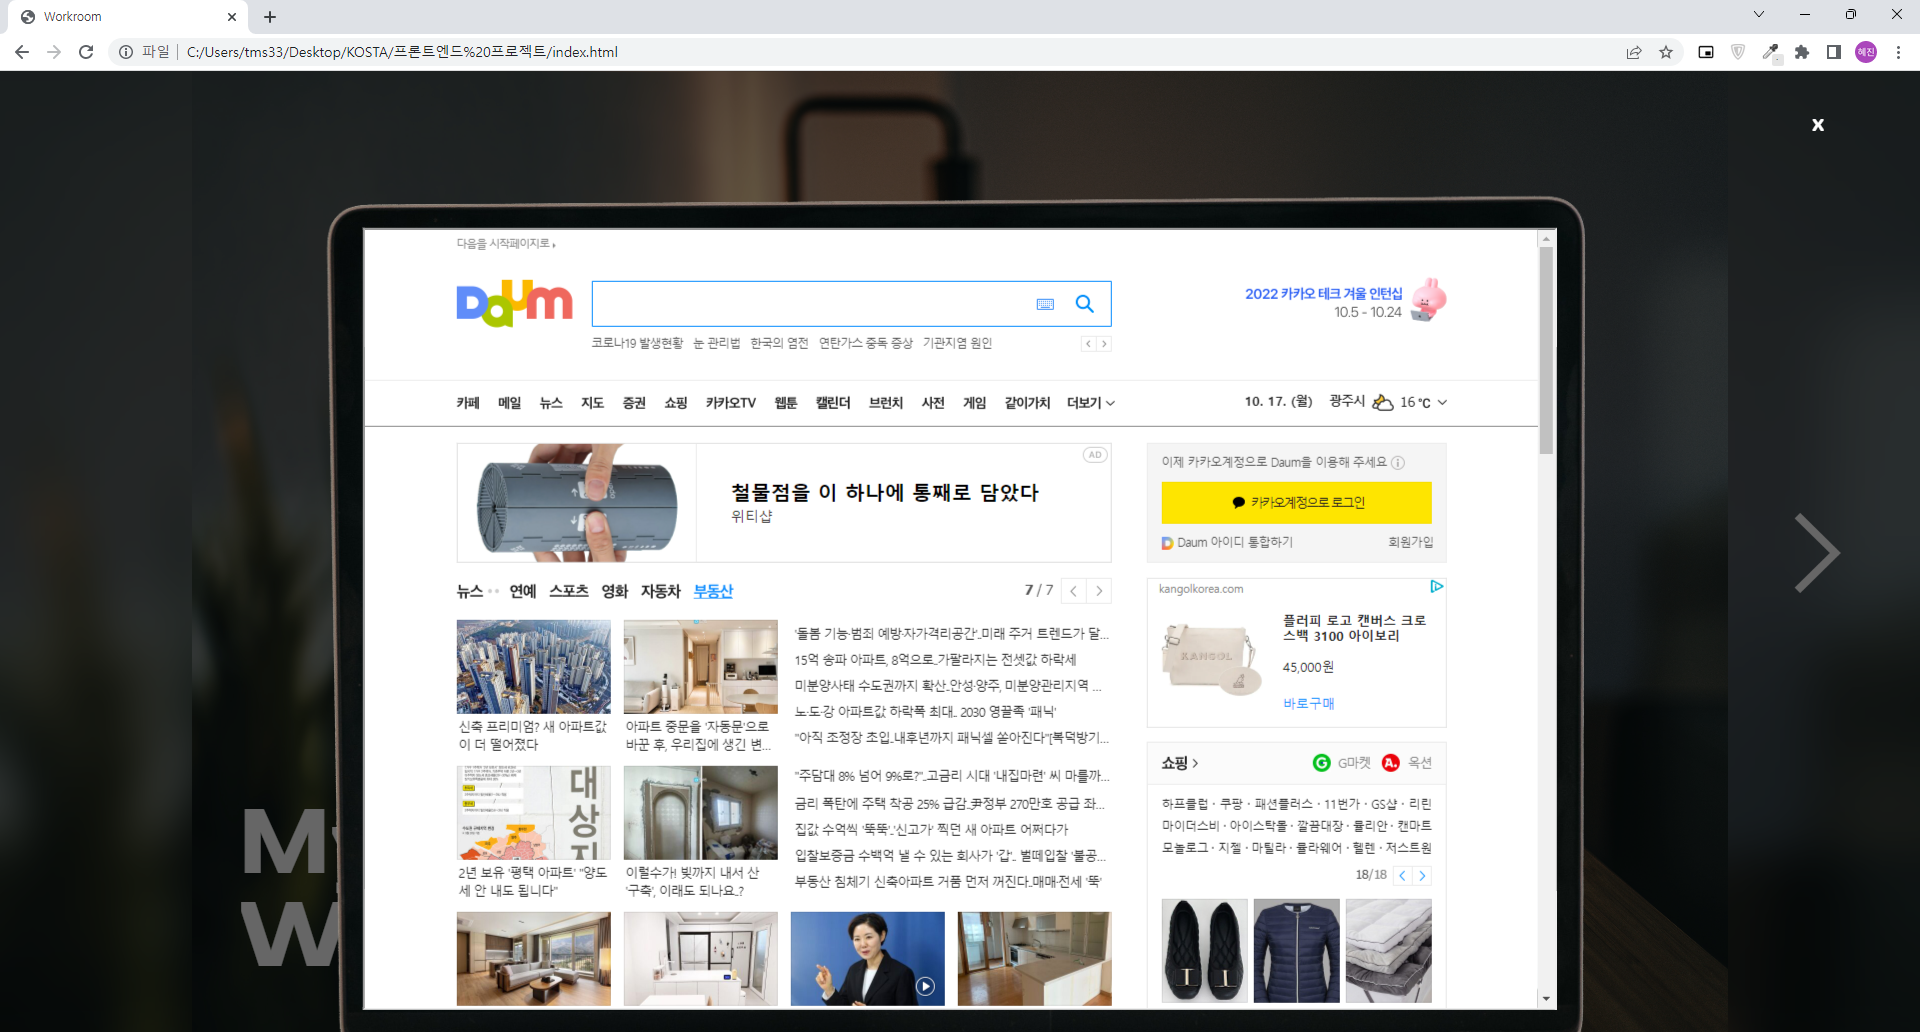 Workroom
파일 C:/Users/tms33/Desktop/KOSTA/프론트엔드%20프로젝트/index.html
혜진
x
다음을 시작페이지로
Daum
2022 카카오 테크 겨울 인턴십
10.5 - 10.24
코로나19 발생현황 눈 관리법 한국의 염전 연탄가스 중독 증상 기관지염 원인
카페 메일 뉴스 지도 증권 쇼핑 카카오TV 웹툰 캘린더 브런치 사전 게임 같이가치 더보기
10. 17. (월) 광주시 16 ℃
AD
철물점을 이 하나에 통째로 담았다
위티샵
이제 카카오계정으로 Daum을 이용해 주세요
카카오계정으로 로그인
Daum 아이디 통합하기 회원가입
뉴스 연예 스포츠 영화 자동차 부동산
7 / 7
신축 프리미엄? 새 아파트값
이 더 떨어졌다
아파트 중문을 '자동문'으로
바꾼 후, 우리집에 생긴 변...
'돌봄 기능·범죄 예방·자가격리공간'..미래 주거 트렌드가 달...
15억 송파 아파트, 8억으로..가팔라지는 전셋값 하락세
미분양사태 수도권까지 확산..안성·양주, 미분양관리지역 ...
노·도·강 아파트값 하락폭 최대.. 2030 영끌족 '패닉'
"아직 조정장 초입..내후년까지 패닉셀 쏟아진다"[복덕방기...
대상지
2년 보유 '평택 아파트' "양도
세 안 내도 됩니다"
이럴수가! 빚까지 내서 산
'구축', 이래도 되나요..?
"주담대 8% 넘어 9%로?"..고금리 시대 '내집마련' 씨 마를까...
금리 폭탄에 주택 착공 25% 급감..尹정부 270만호 공급 좌...
집값 수억씩 '뚝뚝'..'신고가' 찍던 새 아파트 어쩌다가
입찰보증금 수백억 낼 수 있는 회사가 '갑'.. 벌떼입찰 '불공...
부동산 침체기 신축아파트 거품 먼저 꺼진다..매매·전세 '뚝'
kangolkorea.com
KANGOL
플러피 로고 캔버스 크로
스백 3100 아이보리
45,000원
바로구매
쇼핑 G G마켓 A. 옥션
하프클럽 · 쿠팡 · 패션플러스 · 11번가 · GS샵 · 리린
마이더스비 · 아이스탁몰 · 깔끔대장 · 뮬리안 · 캔마트
모놀로그 · 지젤 · 마틸라 · 플라웨어 · 헬렌 · 저스트원
18/18
My
W